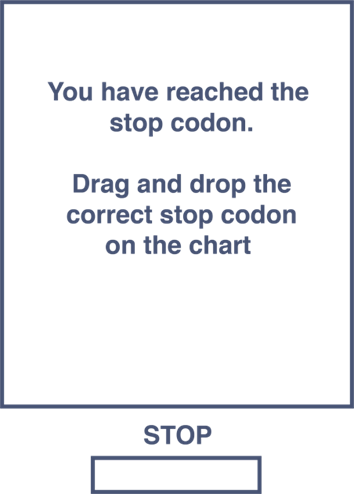 You have reached the
stop codon.
Drag and drop the
correct stop codon
on the chart
STOP